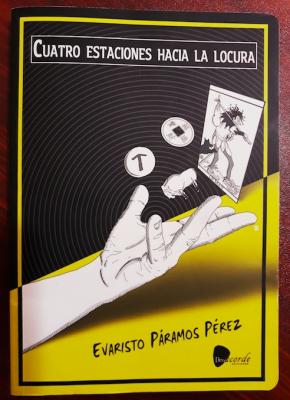 CUATRO ESTACIONES HACIA LA LOCURA
EVARISTO PÁRAMOS PÉREZ
Desacorde